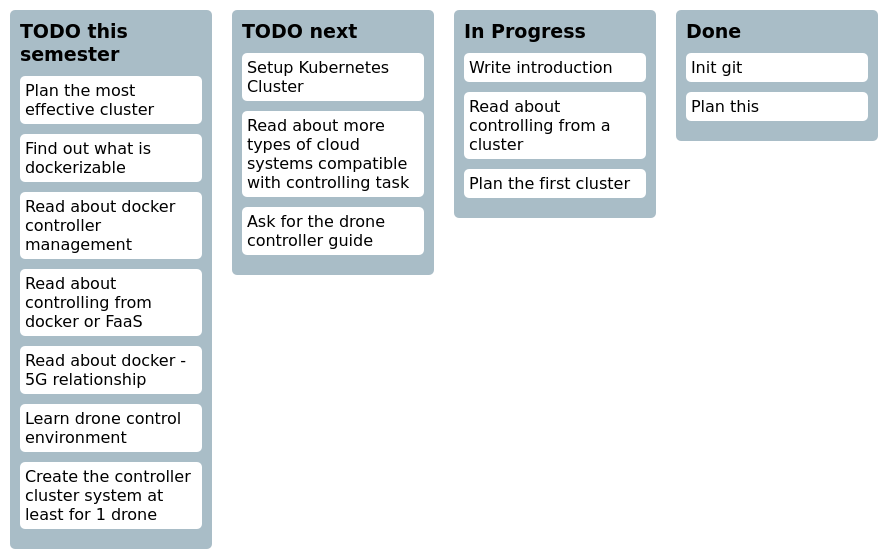 TODO this
semester
Plan the most
effective cluster
Find out what is
dockerizable
Read about docker
controller
management
Read about
controlling from
docker or FaaS
Read about docker -
5G relationship
Learn drone control
environment
Create the controller
cluster system at
least for 1 drone
TODO next
Setup Kubernetes
Cluster
Read about more
types of cloud
systems compatible
with controlling task
Ask for the drone
controller guide
In Progress
Write introduction
Read about
controlling from a
cluster
Plan the first cluster
Done
Init git
Plan this